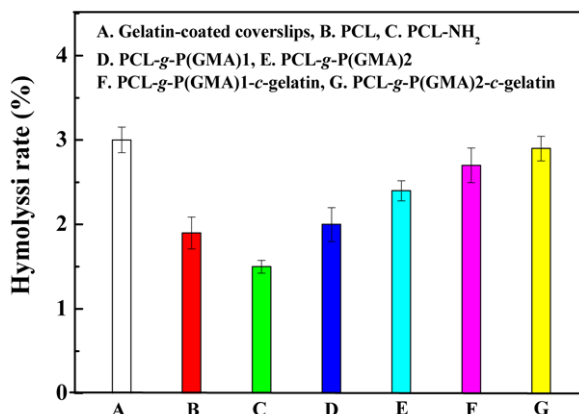 A. Gelatin-coated coverslips, B. PCL, C. PCL-NH2
D. PCL-g-P(GMA)1, E. PCL-g-P(GMA)2
F. PCL-g-P(GMA)1-c-gelatin, G. PCL-g-P(GMA)2-c-gelatin
Hymolyssi rate (%)
4
3
2
1
0
A B C D E F G